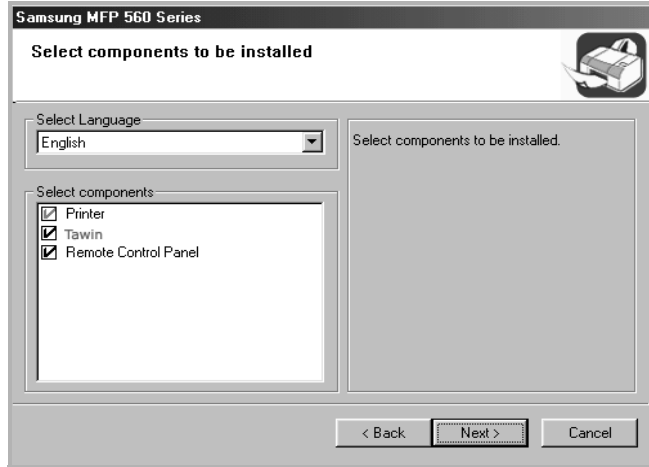 Samsung MFP 560 Series
Select components to be installed
Select Language
English
Select components to be installed.
Select components
Printer
Tawin
Remote Control Panel
< Back
Next >
Cancel